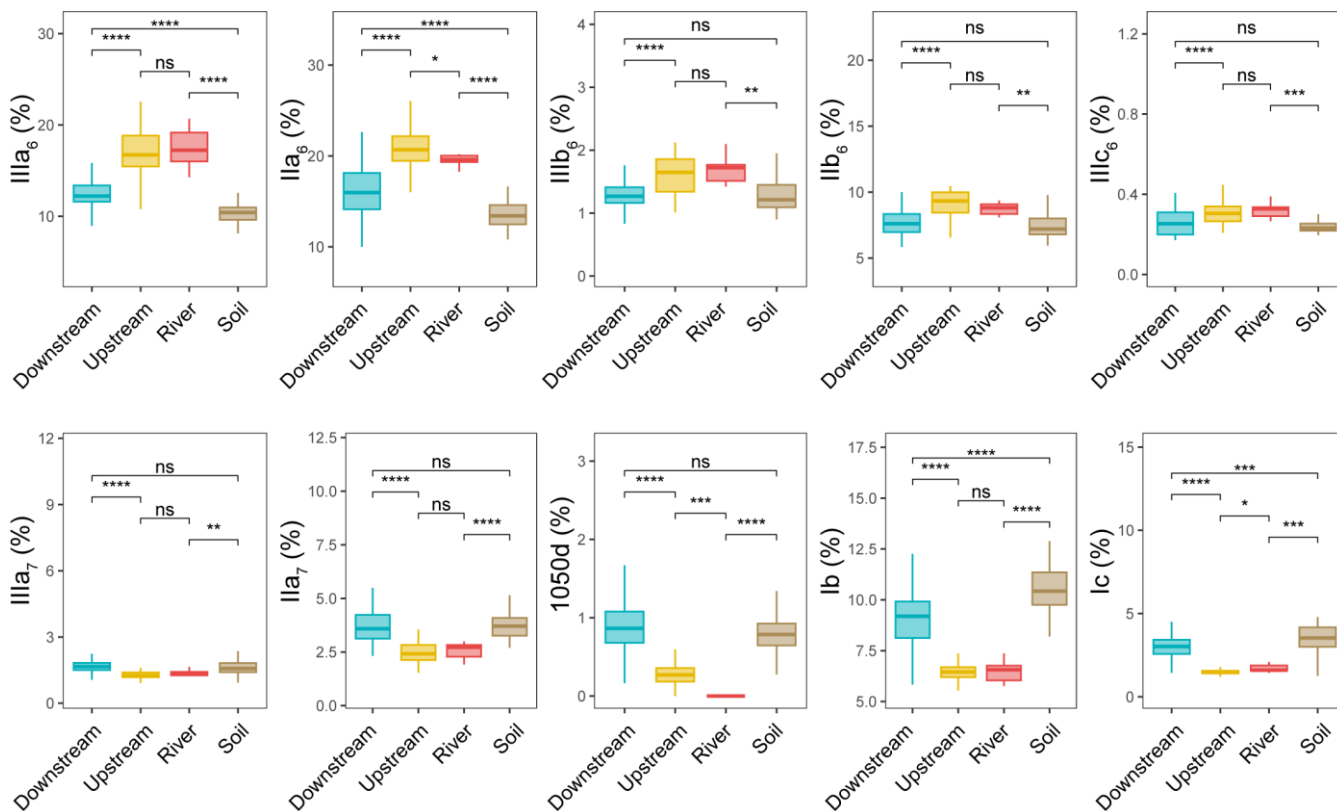 IIIa6 (%)
30
20
10
****
****
ns
****
Downstream
Upstream
River
Soil
IIa6 (%)
30
20
10
****
****
*
****
Downstream
Upstream
River
Soil
IIIb6 (%)
4
3
2
1
0
ns
****
ns
**
Downstream
Upstream
River
Soil
IIb6 (%)
20
15
10
5
ns
****
ns
**
Downstream
Upstream
River
Soil
IIIc6 (%)
1.2
0.8
0.4
0.0
ns
****
ns
***
Downstream
Upstream
River
Soil
IIIa7 (%)
12
9
6
3
0
ns
****
ns
**
Downstream
Upstream
River
Soil
IIa7 (%)
12.5
10.0
7.5
5.0
2.5
0.0
ns
****
ns
****
Downstream
Upstream
River
Soil
1050d (%)
3
2
1
0
ns
****
***
****
Downstream
Upstream
River
Soil
Ib (%)
17.5
15.0
12.5
10.0
7.5
5.0
****
****
ns
****
Downstream
Upstream
River
Soil
Ic (%)
15
10
5
0
***
****
*
***
Downstream
Upstream
River
Soil